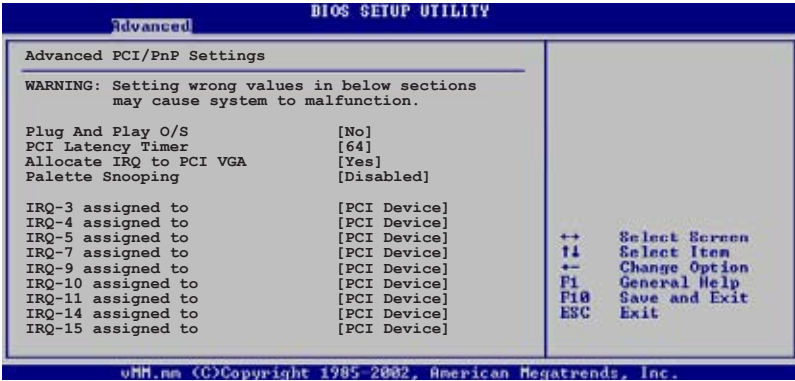 BIOS SETUP UTILITY
Advanced
Advanced PCI/PnP Settings
WARNING: Setting wrong values in below sections
may cause system to malfunction.
Plug And Play O/S [No]
PCI Latency Timer [64]
Allocate IRQ to PCI VGA [Yes]
Palette Snooping [Disabled]
IRQ-3 assigned to [PCI Device]
IRQ-4 assigned to [PCI Device]
IRQ-5 assigned to [PCI Device]
IRQ-7 assigned to [PCI Device]
IRQ-9 assigned to [PCI Device]
IRQ-10 assigned to [PCI Device]
IRQ-11 assigned to [PCI Device]
IRQ-14 assigned to [PCI Device]
IRQ-15 assigned to [PCI Device]
←→ Select Screen
↑↓ Select Item
+- Change Option
F1 General Help
F10 Save and Exit
ESC Exit
vMM.mm (C)Copyright 1985-2002, American Megatrends, Inc.